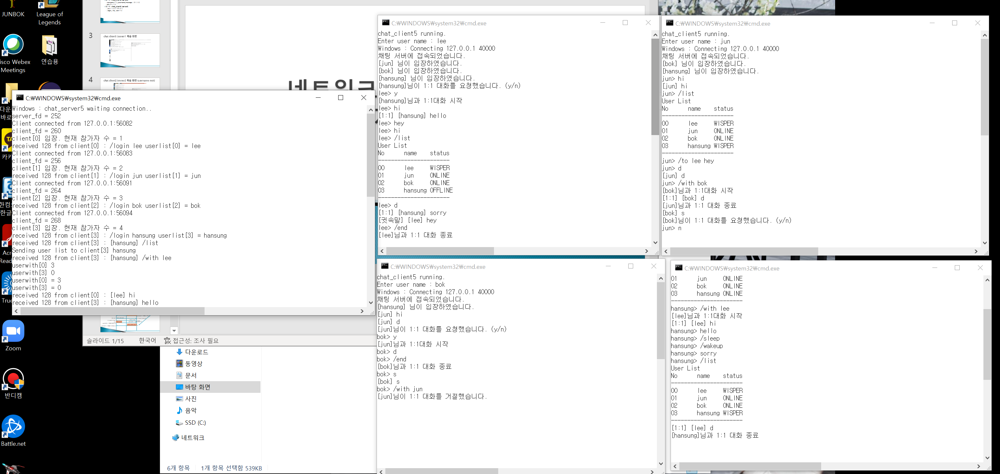 JUNBOK
League of
Legends
isco Webex
Meetings
연습용
Zoom
반디캠
Battle.net
3
chat client1 /server1 복습 화면
4
chat client2 /server2 복습 화면 (username exit)
슬라이드 1/15
한국어
접근성: 조사 필요
다운로드
동영상
문서
바탕 화면
사진
음악
SSD (C:)
네트워크
6개 항목
1개 항목 선택함 539KB
C:₩WINDOWS₩system32₩cmd.exe
Windows : chat_server5 waiting connection..
server_fd = 252
Client connected from 127.0.0.1:56082
client_fd = 260
client[0] 입장. 현재 참가자 수 = 1
received 128 from client[0] : /login lee userlist[0] = lee
Client connected from 127.0.0.1:56083
client_fd = 256
client[1] 입장. 현재 참가자 수 = 2
received 128 from client[1] : /login jun userlist[1] = jun
Client connected from 127.0.0.1:56091
client_fd = 264
client[2] 입장. 현재 참가자 수 = 3
received 128 from client[2] : /login bok userlist[2] = bok
Client connected from 127.0.0.1:56094
client_fd = 268
client[3] 입장. 현재 참가자 수 = 4
received 128 from client[3] : /login hansung userlist[3] = hansung
received 128 from client[3] : [hansung] /list
Sending user list to client[3] hansung
received 128 from client[3] : [hansung] /with lee
userwith[0] 3
userwith[3] 0
userwith[0] = 3
userwith[3] = 0
received 128 from client[0] : [lee] hi
received 128 from client[3] : [hansung] hello
C:₩WINDOWS₩system32₩cmd.exe
chat_client5 running.
Enter user name : lee
Windows : Connecting 127.0.0.1 40000
채팅 서버에 접속되었습니다.
[jun] 님이 입장하였습니다.
[bok] 님이 입장하였습니다.
[hansung] 님이 입장하였습니다.
[hansung]님이 1:1 대화를 요청했습니다. (y/n)
lee> y
[hansung]님과 1:1대화 시작
lee> hi
[1:1] [hansung] hello
lee> hey
lee> hi
lee> /list
User List
No name status
----------------------
00 lee WISPER
01 jun ONLINE
02 bok ONLINE
03 hansung OFFLINE
----------------------
lee> d
[1:1] [hansung] sorry
[귓속말] [lee] hey
lee> /end
[lee]님과 1:1 대화 종료
C:₩WINDOWS₩system32₩cmd.exe
chat_client5 running.
Enter user name : jun
Windows : Connecting 127.0.0.1 40000
채팅 서버에 접속되었습니다.
[bok] 님이 입장하였습니다.
[hansung] 님이 입장하였습니다.
jun> hi
[jun] hi
jun> /list
User List
No name status
----------------------
00 lee WISPER
01 jun ONLINE
02 bok ONLINE
03 hansung WISPER
----------------------
jun> /to lee hey
jun> d
[jun] d
jun> /with bok
[bok]님과 1:1대화 시작
[1:1] [bok] d
[jun]님과 1:1 대화 종료
[bok] s
[bok]님이 1:1 대화를 요청했습니다. (y/n)
jun> n
C:₩WINDOWS₩system32₩cmd.exe
chat_client5 running.
Enter user name : bok
Windows : Connecting 127.0.0.1 40000
채팅 서버에 접속되었습니다.
[hansung] 님이 입장하였습니다.
[jun] hi
[jun] d
[jun]님이 1:1 대화를 요청했습니다. (y/n)
bok> y
[jun]님과 1:1대화 시작
bok> d
bok> /end
[bok]님과 1:1 대화 종료
bok> s
[bok] s
bok> /with jun
[jun]님이 1:1 대화를 거절했습니다.
C:₩WINDOWS₩system32₩cmd.exe
01 jun ONLINE
02 bok ONLINE
03 hansung ONLINE
----------------------
hansung> /with lee
[lee]님과 1:1대화 시작
[1:1] [lee] hi
hansung> hello
hansung> /sleep
hansung> /wakeup
hansung> sorry
hansung> /list
User List
No name status
----------------------
00 lee WISPER
01 jun ONLINE
02 bok ONLINE
03 hansung WISPER
----------------------
[1:1] [lee] d
[hansung]님과 1:1 대화 종료